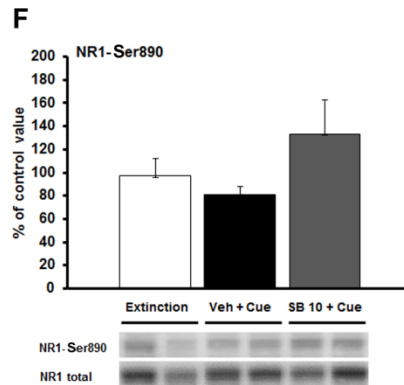 F
NR1-Ser890
% of control value
200
180
160
140
120
100
80
60
40
20
0
Extinction Veh + Cue SB 10 + Cue
NR1-Ser890
NR1 total